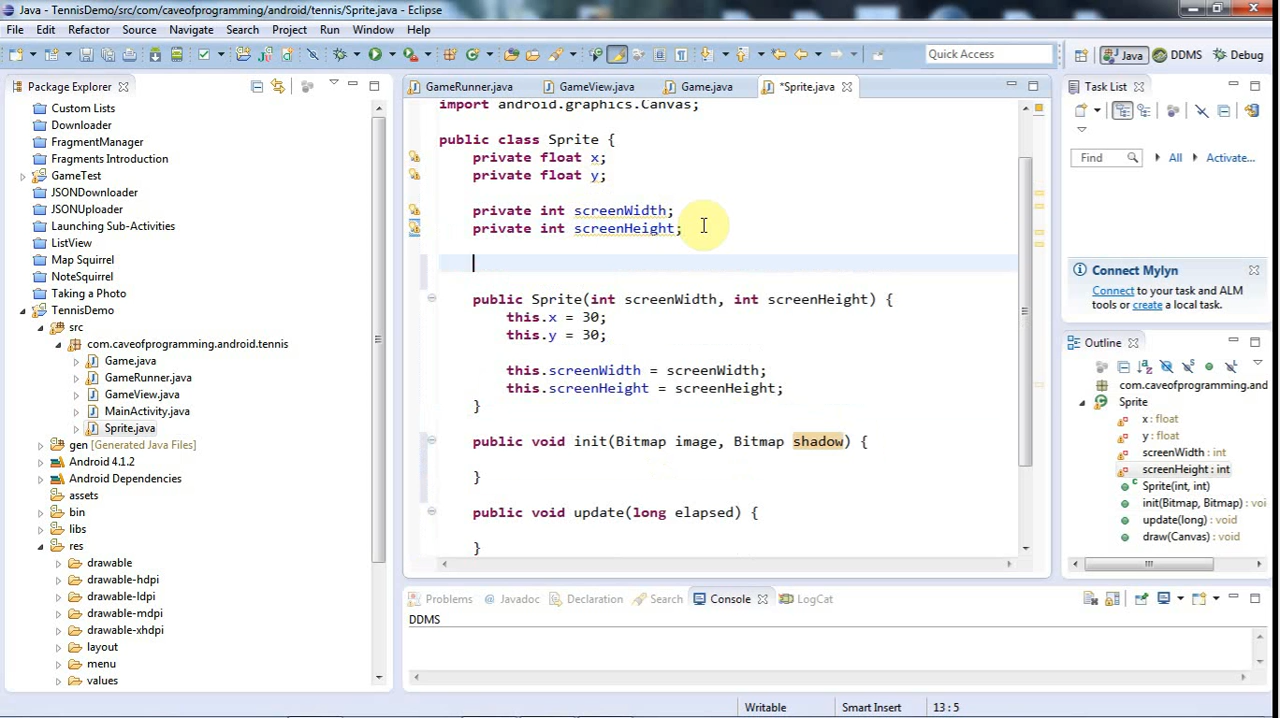 Java - TennisDemo/src/com/caveofprogramming/android/tennis/Sprite.java - Eclipse
File Edit Refactor Source Navigate Search Project Run Window Help
Quick Access
Java DDMS Debug
Package Explorer
Custom Lists
Downloader
FragmentManager
Fragments Introduction
GameTest
JSONDownloader
JSONUploader
Launching Sub-Activities
ListView
Map Squirrel
NoteSquirrel
Taking a Photo
TennisDemo
src
com.caveofprogramming.android.tennis
Game.java
GameRunner.java
GameView.java
MainActivity.java
Sprite.java
gen [Generated Java Files]
Android 4.1.2
Android Dependencies
assets
bin
libs
res
drawable
drawable-hdpi
drawable-ldpi
drawable-mdpi
drawable-xhdpi
layout
menu
values
GameRunner.java GameView.java Game.java *Sprite.java
import android.graphics.Canvas;
public class Sprite {
private float x;
private float y;
private int screenWidth;
private int screenHeight;
public Sprite(int screenWidth, int screenHeight) {
this.x = 30;
this.y = 30;
this.screenWidth = screenWidth;
this.screenHeight = screenHeight;
}
public void init(Bitmap image, Bitmap shadow) {
}
public void update(long elapsed) {
}
Problems Javadoc Declaration Search Console LogCat
DDMS
Task List
Find All Activate...
Connect Mylyn
Connect to your task and ALM
tools or create a local task.
Outline
com.caveofprogramming.and
Sprite
x : float
y : float
screenWidth : int
screenHeight : int
Sprite(int, int)
init(Bitmap, Bitmap) : voi
update(long) : void
draw(Canvas) : void
Writable Smart Insert 13 : 5